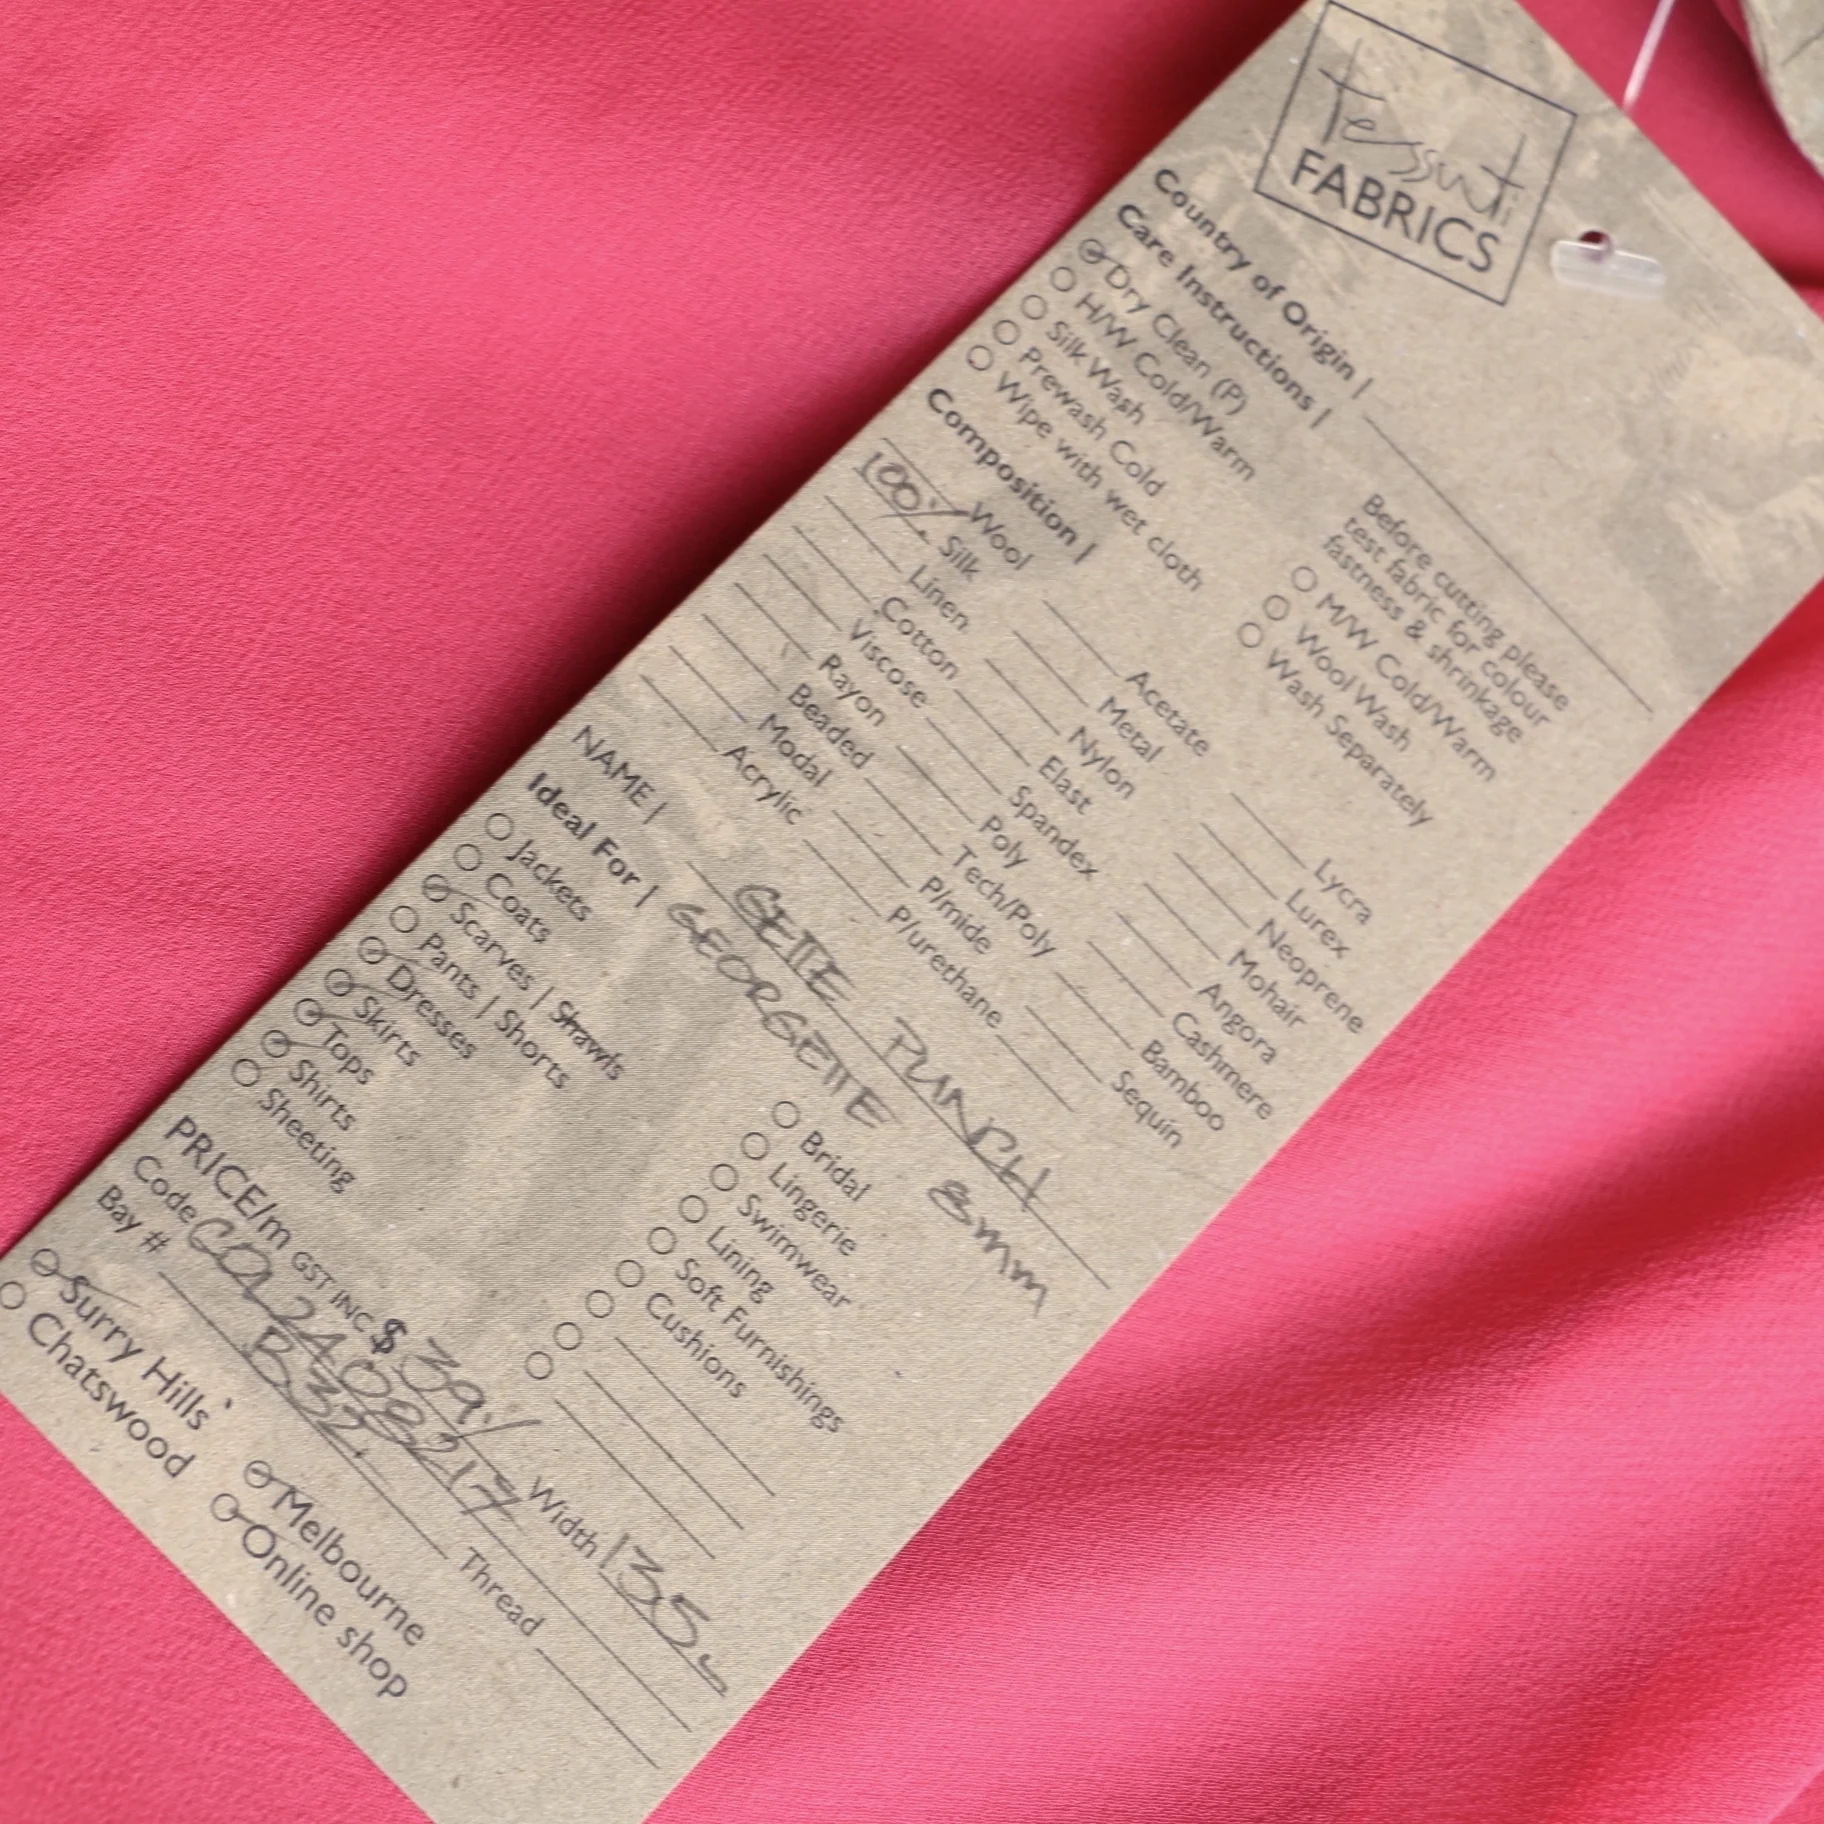 tessuti
FABRICS
Country of Origin |
Care Instructions |
Dry Clean (P)
H/W Cold/Warm
Silk Wash
Prewash Cold
Wipe with wet cloth
Before cutting please
test fabric for colour
fastness & shrinkage
M/W Cold/Warm
Wool Wash
Wash Separately
Composition |
Wool
100% Silk
Linen
Cotton
Viscose
Rayon
Beaded
Modal
Acrylic
Acetate
Metal
Nylon
Elast
Spandex
Poly
Tech/Poly
P/mide
P/urethane
Lycra
Lurex
Neoprene
Mohair
Angora
Cashmere
Bamboo
Sequin
NAME | GETTE PUNCH
GEORGETTE 8mm
Ideal For |
Jackets
Coats
Scarves | Shawls
Pants | Shorts
Dresses
Skirts
Tops
Shirts
Sheeting
Bridal
Lingerie
Swimwear
Lining
Soft Furnishings
Cushions
PRICE/m GST INC $ 39 Width 135
Code
Bay # B32 Thread
Surry Hills
Chatswood
Melbourne
Online shop